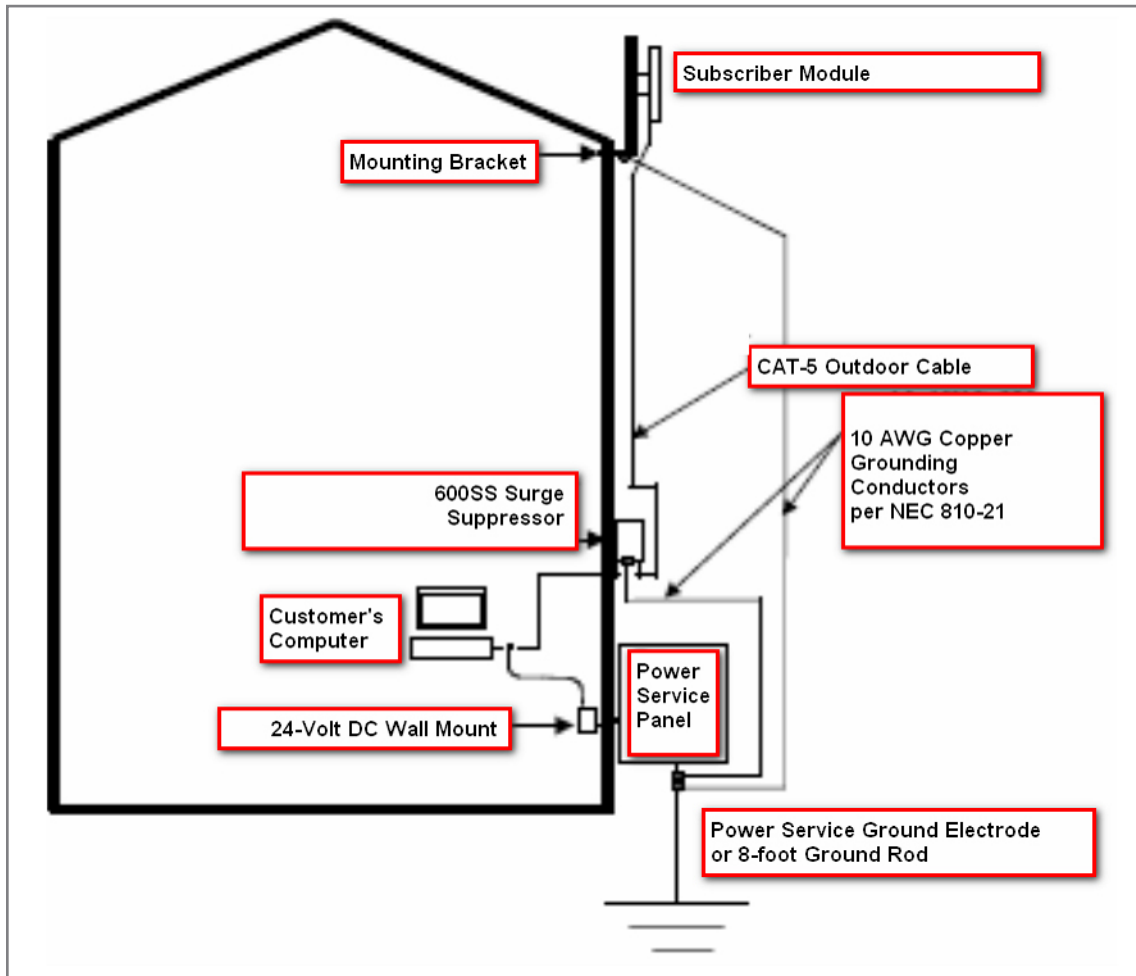 Subscriber Module
Mounting Bracket
CAT-5 Outdoor Cable
10 AWG Copper
Grounding
Conductors
per NEC 810-21
600SS Surge
Suppressor
Customer's
Computer
Power
Service
Panel
24-Volt DC Wall Mount
Power Service Ground Electrode
or 8-foot Ground Rod